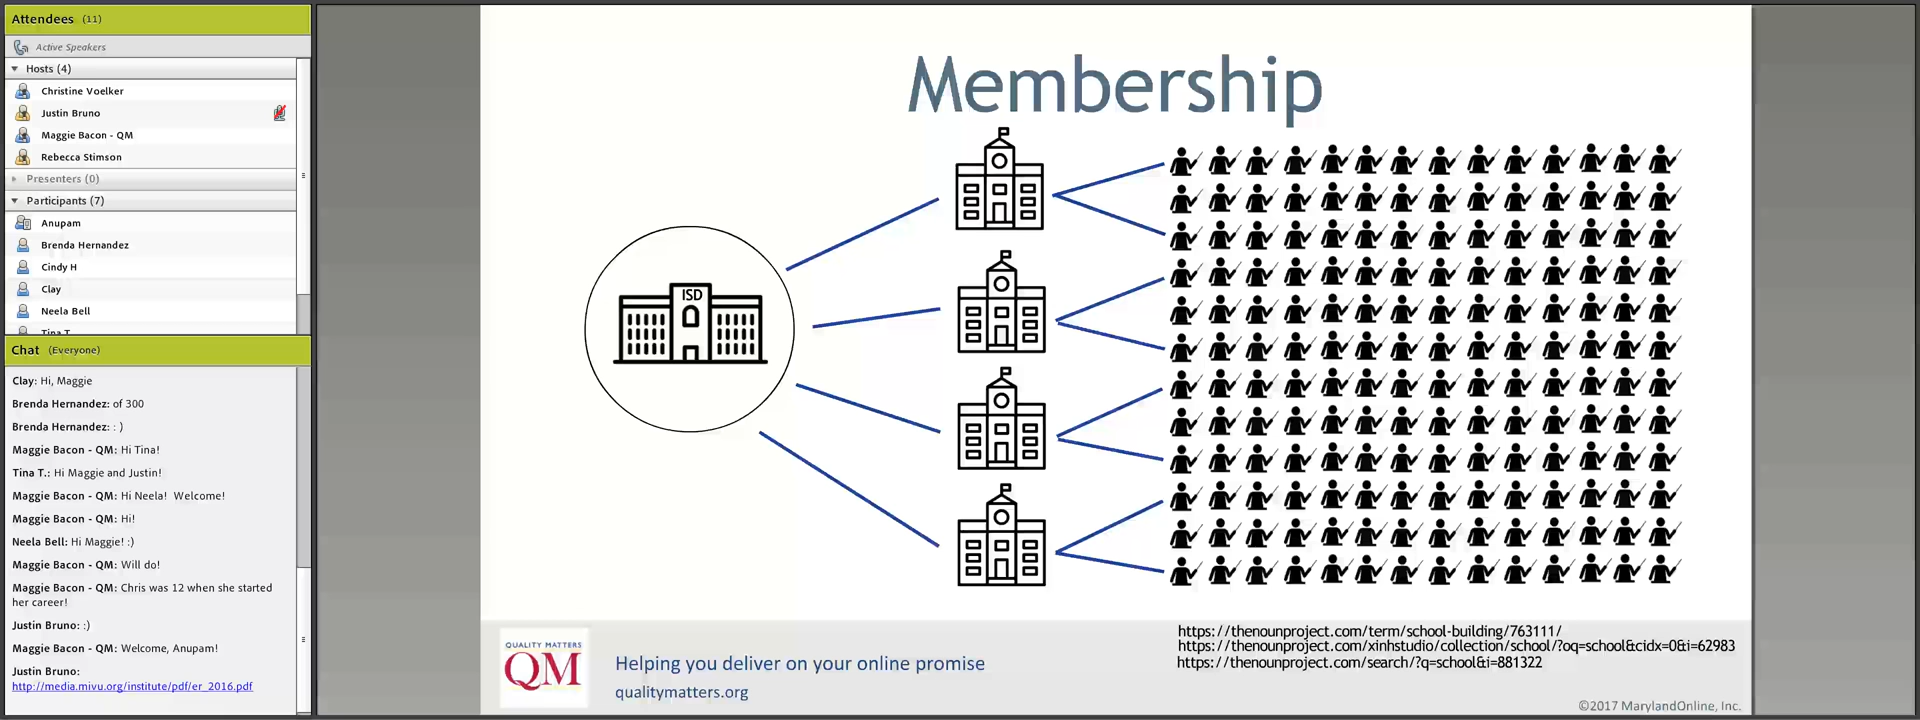 Attendees (11)
Active Speakers
Hosts (4)
Christine Voelker
Justin Bruno
Maggie Bacon - QM
Rebecca Stimson
Presenters (0)
Participants (7)
Anupam
Brenda Hernandez
Cindy H
Clay
Neela Bell
Tina T.
Chat (Everyone)
Clay: Hi, Maggie
Brenda Hernandez: of 300
Brenda Hernandez: : )
Maggie Bacon - QM: Hi Tina!
Tina T.: Hi Maggie and Justin!
Maggie Bacon - QM: Hi Neela! Welcome!
Maggie Bacon - QM: Hi!
Neela Bell: Hi Maggie! :)
Maggie Bacon - QM: Will do!
Maggie Bacon - QM: Chris was 12 when she started
her career!
Justin Bruno: :)
Maggie Bacon - QM: Welcome, Anupam!
Justin Bruno:
http://media.mivu.org/institute/pdf/er_2016.pdf
Membership
ISD
QUALITY MATTERS
QM
Helping you deliver on your online promise
qualitymatters.org
https://thenounproject.com/term/school-building/763111/
https://thenounproject.com/xinhstudio/collection/school/?oq=school&cidx=0&i=62983
https://thenounproject.com/search/?q=school&i=881322
©2017 MarylandOnline, Inc.